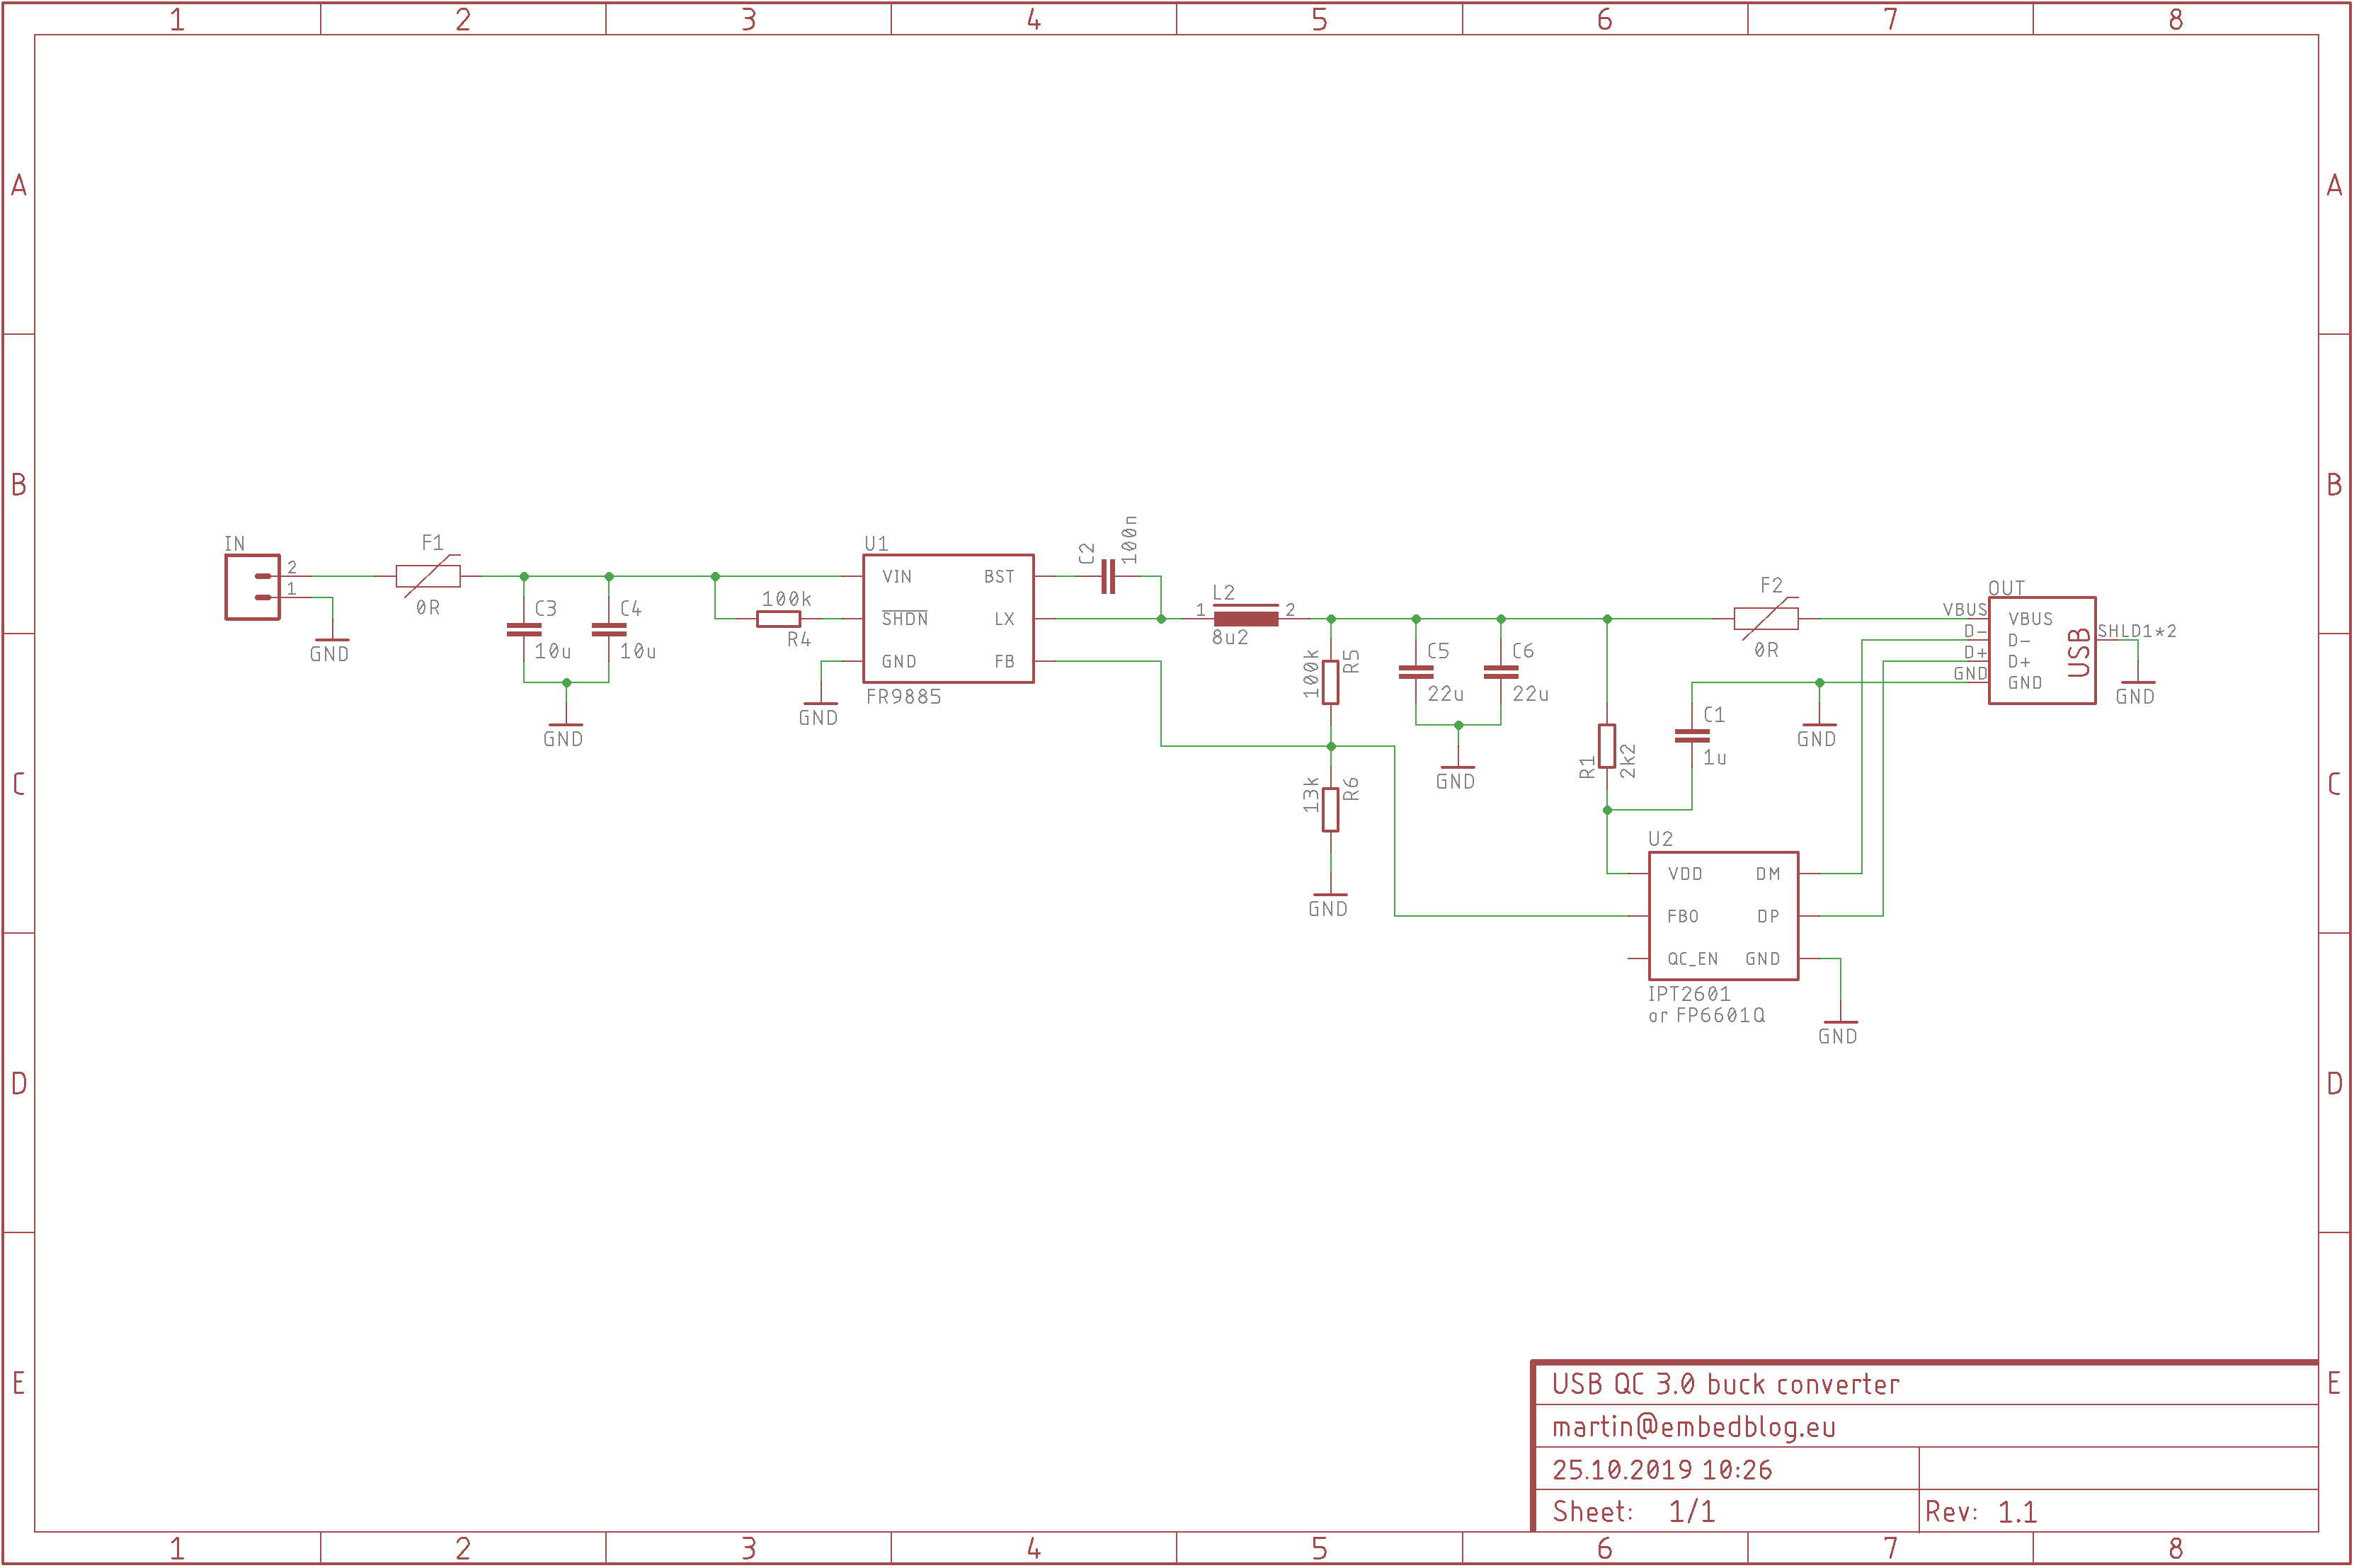 1 2 3 4 5 6 7 8
A A
B B
IN
2
1
GND
F1
0R
C3
10u
C4
10u
GND
100k
R4
U1
VIN BST
SHDN LX
GND FB
FR9885
GND
C2
100n
L2
1 2
8u2
100k
R5
13k
R6
GND
C5
22u
C6
22u
GND
R1
2k2
C1
1u
GND
F2
0R
OUT
VBUS VBUS
D- D-
D+ D+
GND GND
USB
SHLD1*2
GND
U2
VDD DM
FBO DP
QC_EN GND
IPT2601
or FP6601Q
GND
C C
D D
E E
USB QC 3.0 buck converter
martin@embedblog.eu
25.10.2019 10:26
Sheet: 1/1
Rev: 1.1
1 2 3 4 5 6 7 8